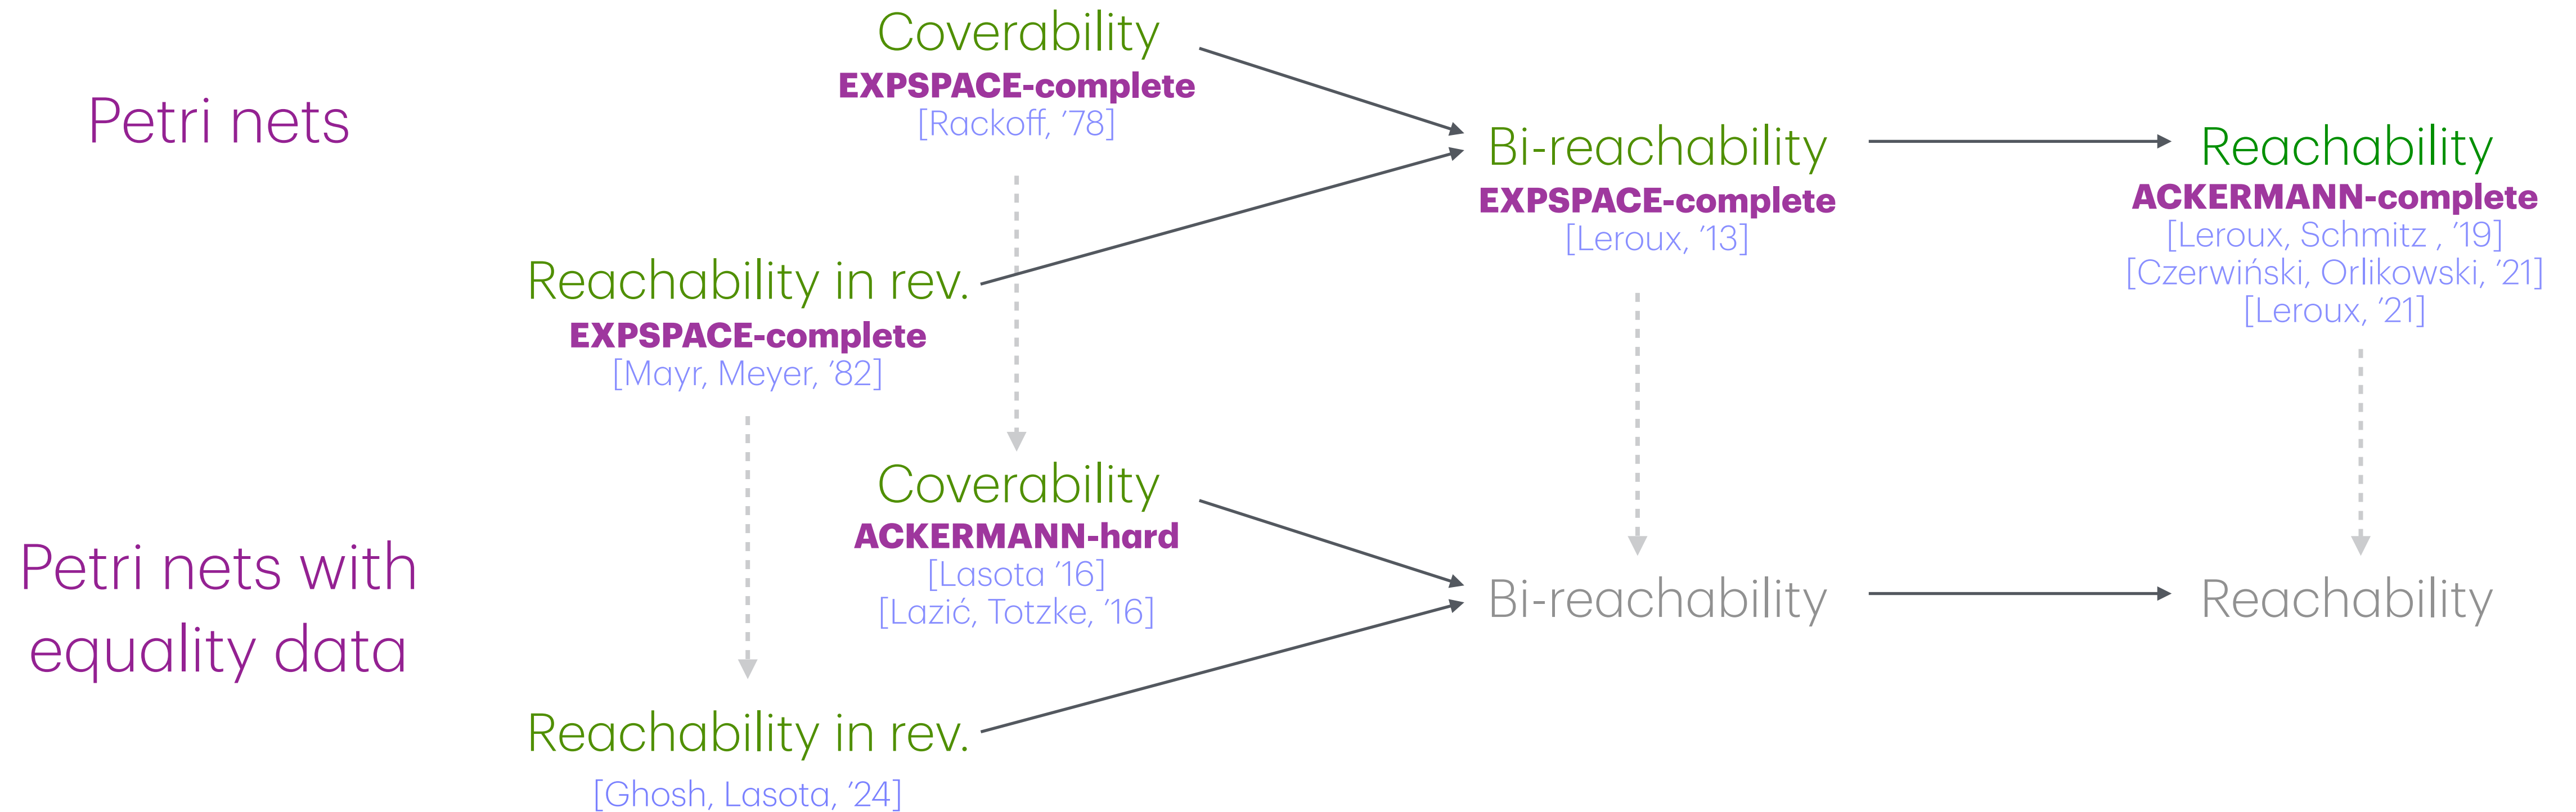 Petri nets
Coverability
EXPSPACE-complete
[Rackoff, ’78]
Reachability in rev.
EXPSPACE-complete
[Mayr, Meyer, ’82]
Bi-reachability
EXPSPACE-complete
[Leroux, ’13]
Reachability
ACKERMANN-complete
[Leroux, Schmitz , ’19]
[Czerwiński, Orlikowski, ’21]
[Leroux, ’21]
Petri nets with
equality data
Coverability
ACKERMANN-hard
[Lasota ’16]
[Lazić, Totzke, ’16]
Reachability in rev.
[Ghosh, Lasota, ’24]
Bi-reachability
Reachability